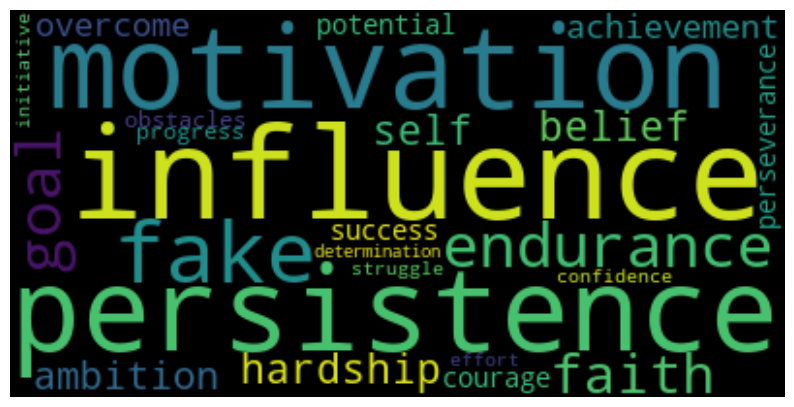 initiative
overcome
potential
achievement
motivation
obstacles
progress
self
belief
perseverance
influence
goal
fake
success
determination
struggle
endurance
confidence
persistence
ambition
hardship
effort
courage
faith